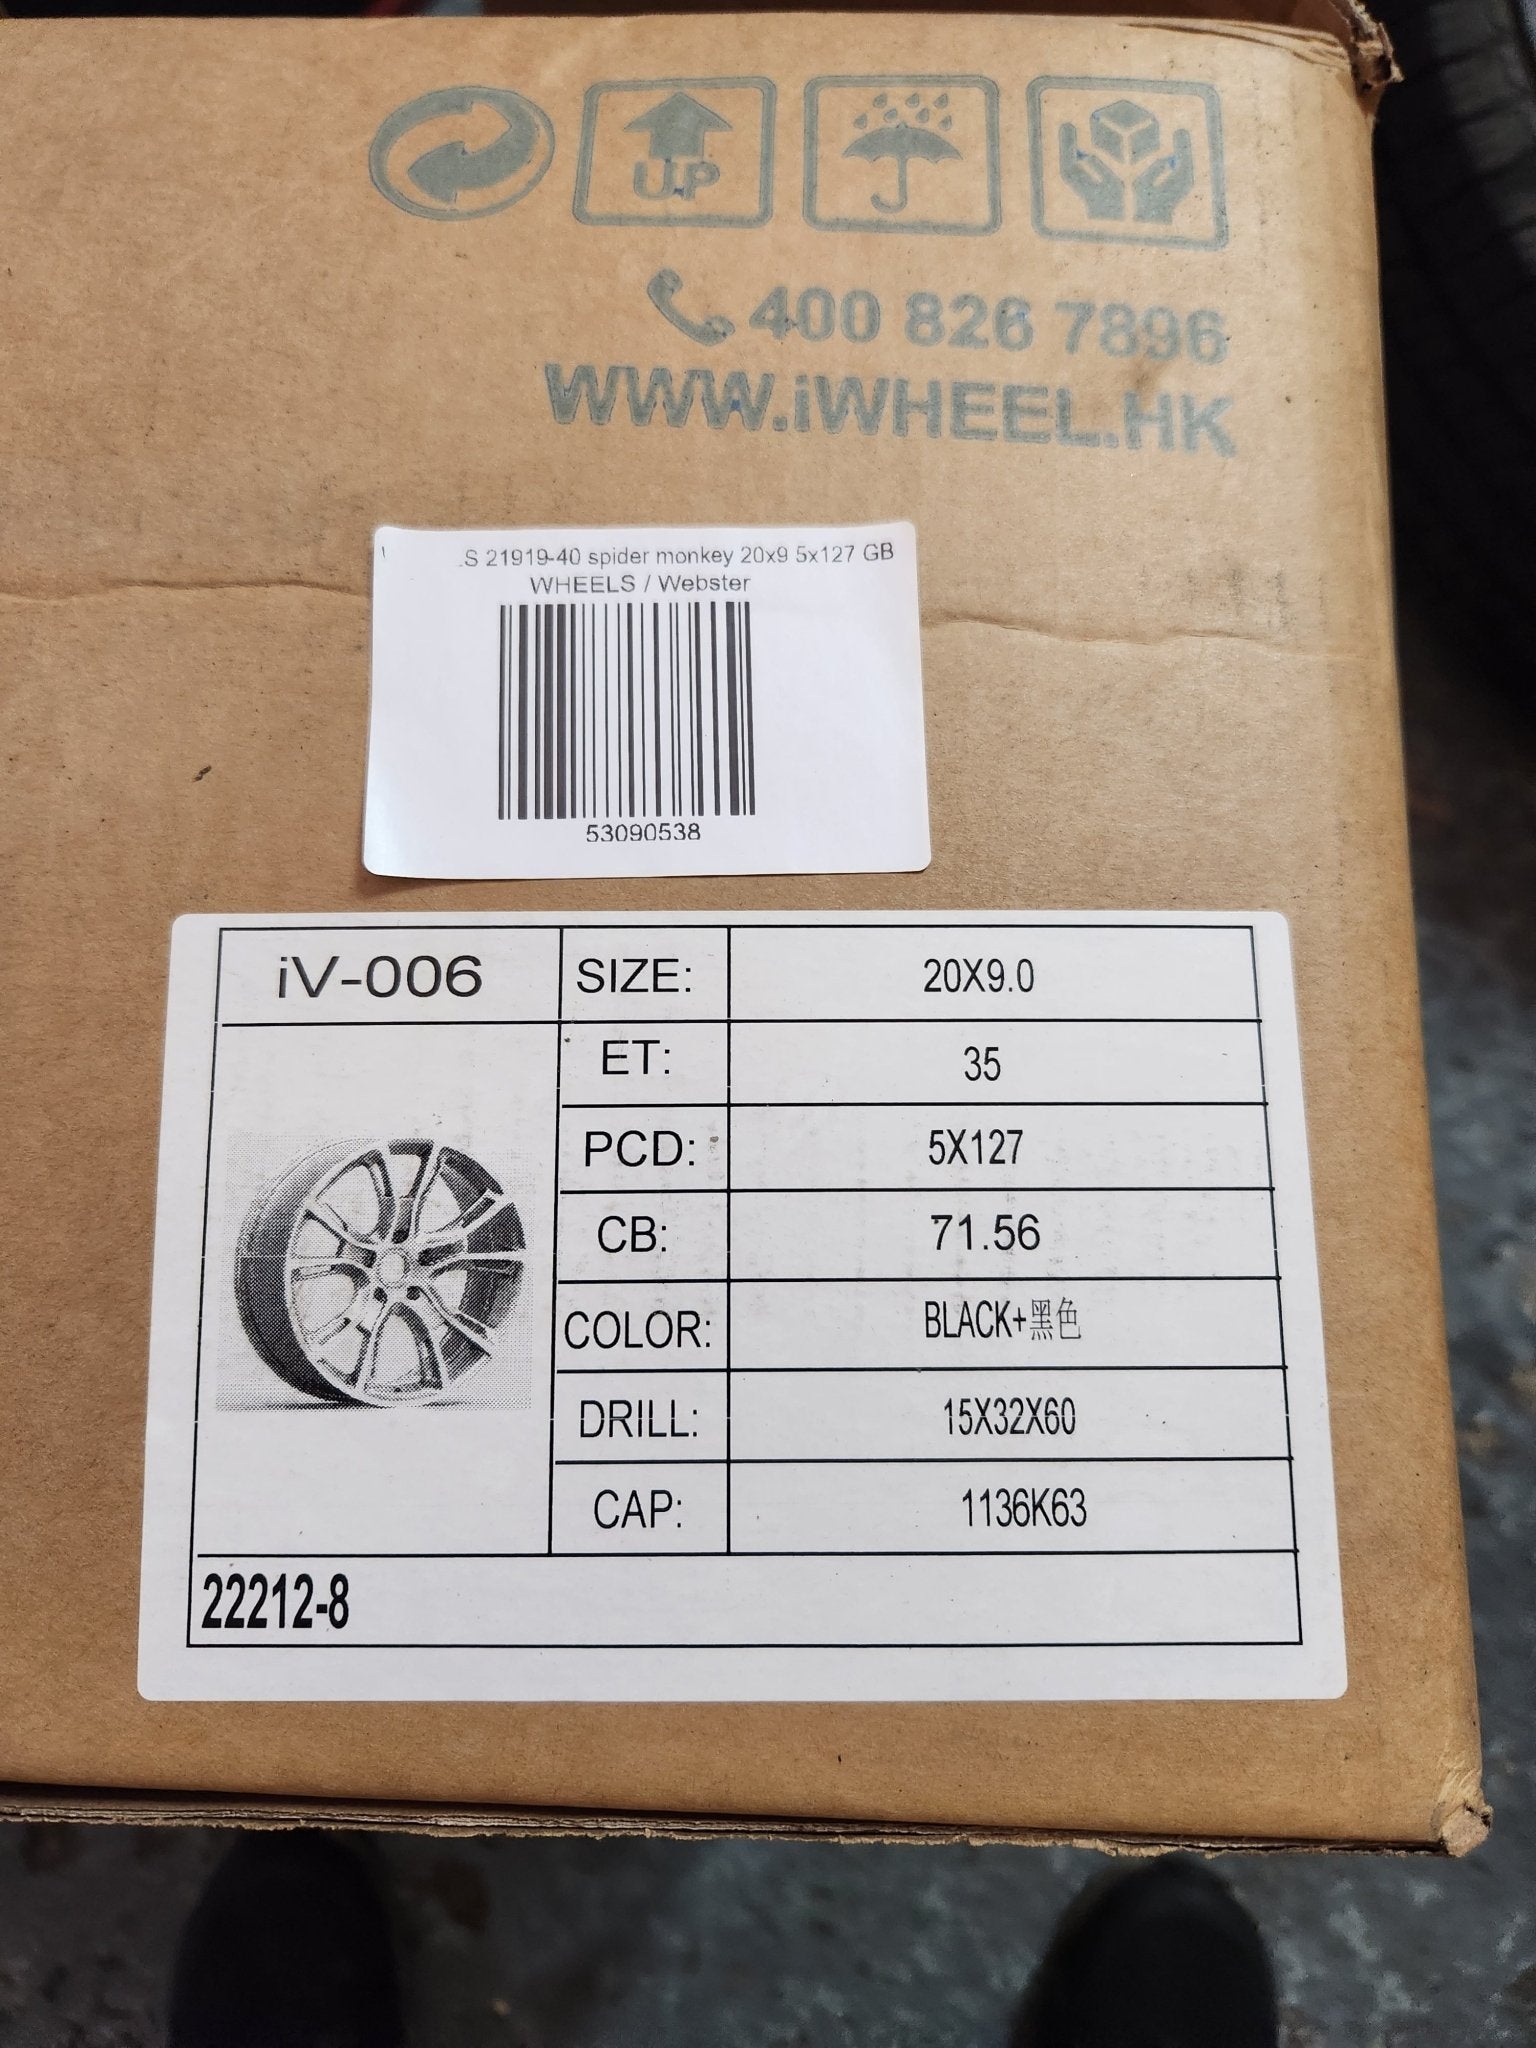 UP
400 826 7896
WWW.iWHEEL.HK
.S 21919-40 spider monkey 20x9 5x127 GB
WHEELS / Webster
53090538
iV-006
SIZE: 20X9.0
ET: 35
PCD: 5X127
CB: 71.56
COLOR: BLACK+黑色
DRILL: 15X32X60
CAP: 1136K63
22212-8